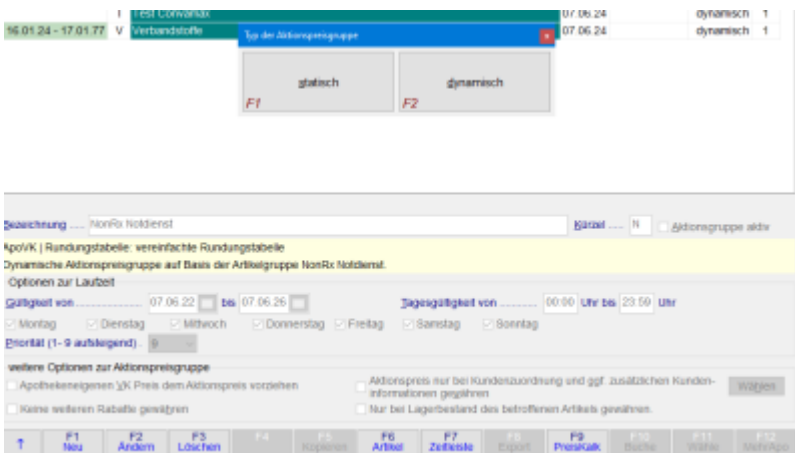 T Test Convamax 07.06.24 dynamisch 1
16.01.24 - 17.01.77 V Verbandstoffe 07.06.24 dynamisch 1
Typ der Aktionspreisgruppe
statisch dynamisch
F1 F2
Bezeichnung ..... NonRx Notdienst Kürzel ..... N Aktionsgruppe aktiv
ApoVK | Rundungstabelle: vereinfachte Rundungstabelle
Dynamische Aktionspreisgruppe auf Basis der Artikelgruppe NonRx Notdienst.
Optionen zur Laufzeit
Gültigkeit von 07.06.22 bis 07.06.26 Tagesgültigkeit von 00:00 Uhr bis 23:59 Uhr
Montag Dienstag Mittwoch Donnerstag Freitag Samstag Sonntag
Priorität (1- 9 aufsteigend) . 9
weitere Optionen zur Aktionspreisgruppe
Apothekeneigenen VK Preis dem Aktionspreis vorziehen Aktionspreis nur bei Kundenzuordnung und ggf. zusätzlichen Kunden- Wählen
informationen gewähren
Keine weiteren Rabatte gewähren Nur bei Lagerbestand des betroffenen Artikels gewähren.
F1 F2 F3 F4 F5 F6 F7 F8 F9 F10 F11 F12
Neu Ändern Löschen Kopieren Artikel Zeitleiste Export PreisKalk Suche Wähle MehrApo